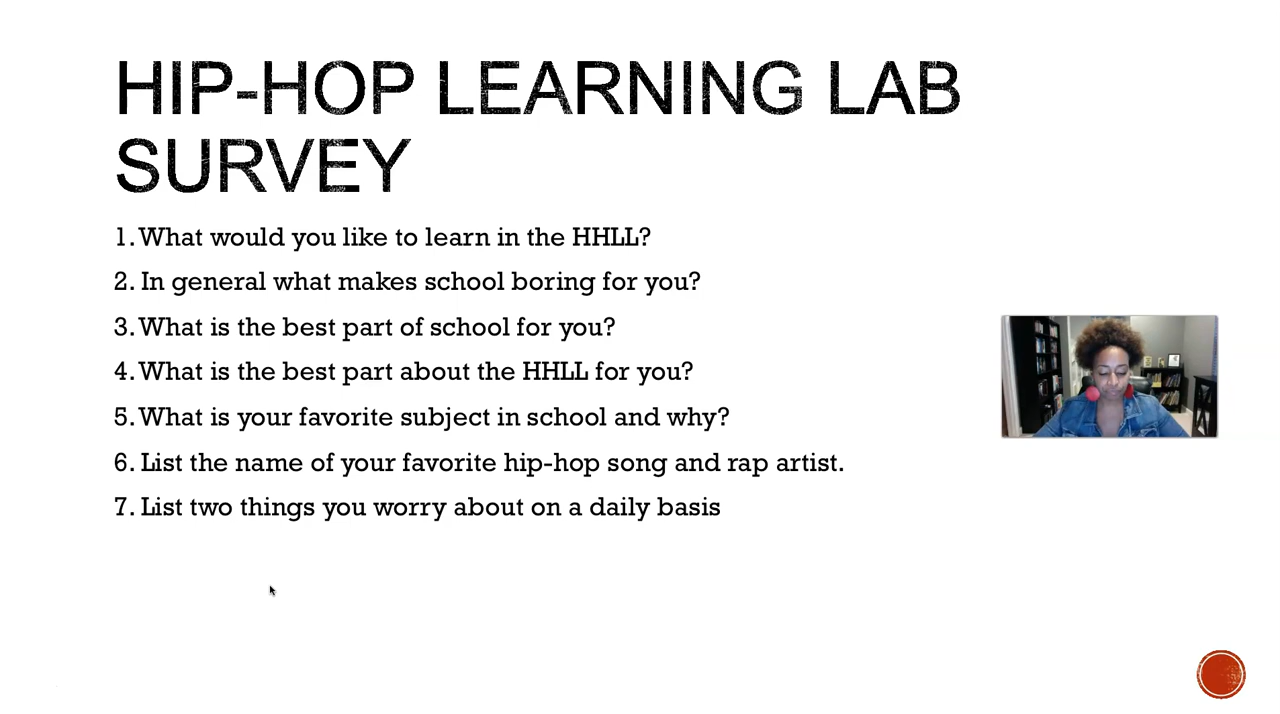 HIP-HOP LEARNING LAB
SURVEY
1. What would you like to learn in the HHLL?
2. In general what makes school boring for you?
3. What is the best part of school for you?
4. What is the best part about the HHLL for you?
5. What is your favorite subject in school and why?
6. List the name of your favorite hip-hop song and rap artist.
7. List two things you worry about on a daily basis